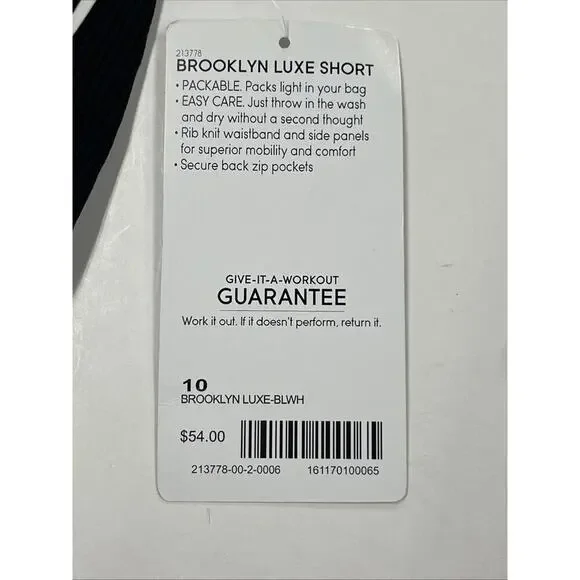 213778
BROOKLYN LUXE SHORT
• PACKABLE. Packs light in your bag
• EASY CARE. Just throw in the wash
and dry without a second thought
• Rib knit waistband and side panels
for superior mobility and comfort
• Secure back zip pockets
GIVE-IT-A-WORKOUT
GUARANTEE
Work it out. If it doesn't perform, return it.
10
BROOKLYN LUXE-BLWH
$54.00
213778-00-2-0006 161170100065